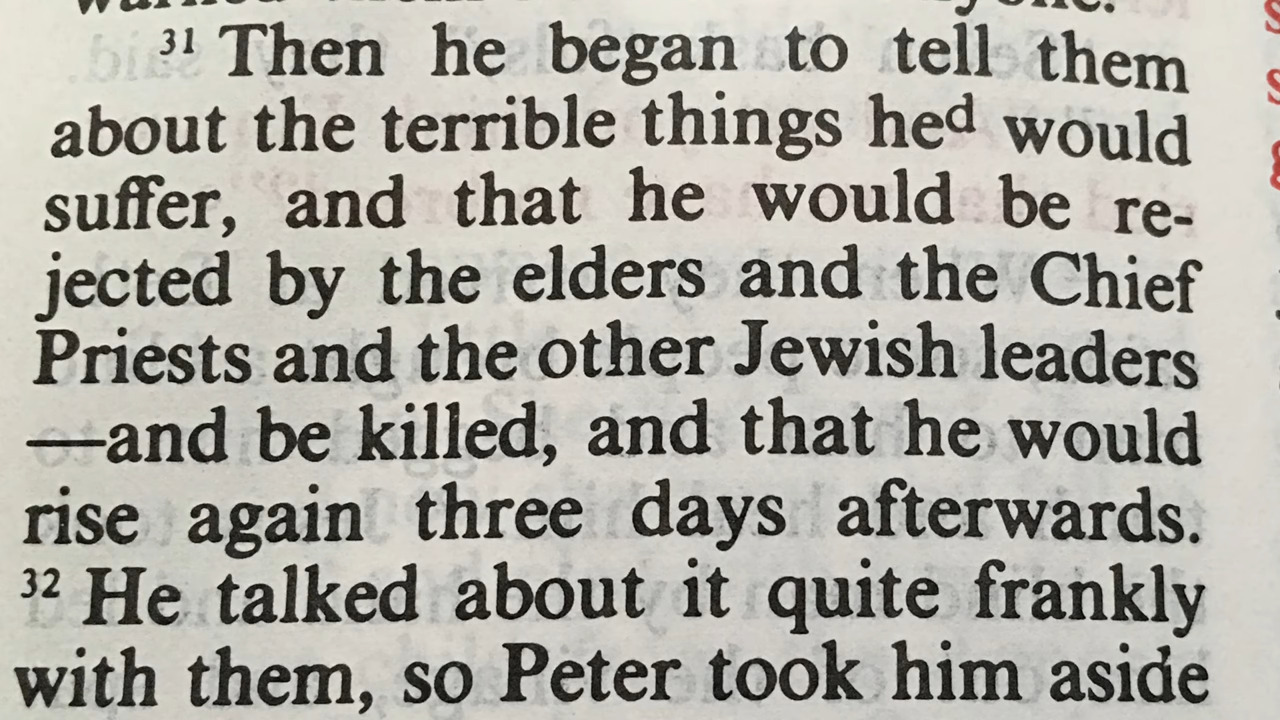 31 Then he began to tell them
about the terrible things heᵈ would
suffer, and that he would be re-
jected by the elders and the Chief
Priests and the other Jewish leaders
—and be killed, and that he would
rise again three days afterwards.
32 He talked about it quite frankly
with them, so Peter took him aside